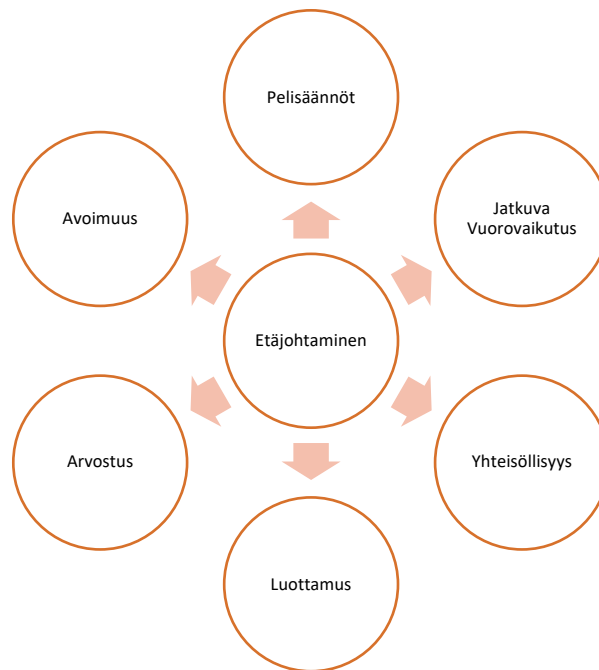 Pelisäännöt
Avoimuus
Jatkuva
Vuorovaikutus
Etäjohtaminen
Arvostus
Yhteisöllisyys
Luottamus